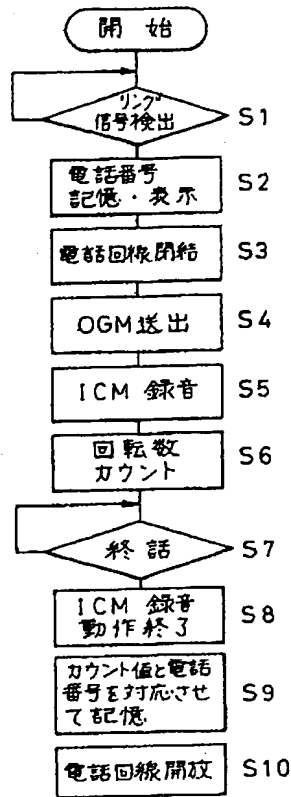 開始
リング
信号検出
S1
電話番号
記憶・表示
S2
電話回線閉結
S3
OGM送出
S4
ICM 録音
S5
回転数
カウント
S6
終話
S7
ICM 録音
動作終了
S8
カウント値と電話
番号を対応させ
て記憶
S9
電話回線開放
S10